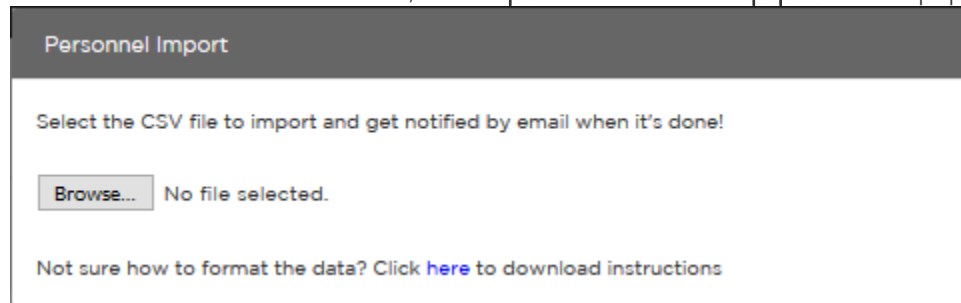 Personnel Import
Select the CSV file to import and get notified by email when it's done!
Browse... No file selected.
Not sure how to format the data? Click here to download instructions